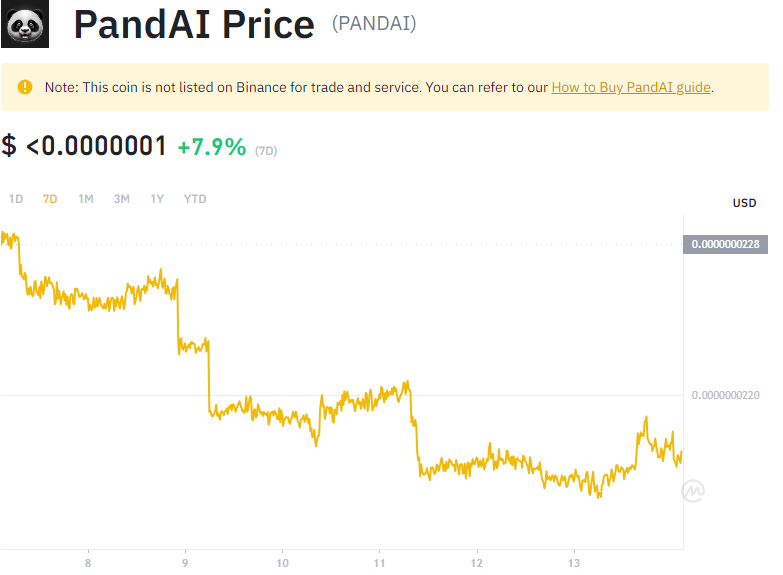 PandAI Price (PANDAI)
Note: This coin is not listed on Binance for trade and service. You can refer to our How to Buy PandAI guide.
$ <0.0000001 +7.9% (7D)
1D 7D 1M 3M 1Y YTD
USD
0.0000000228
0.0000000220
8 9 10 11 12 13